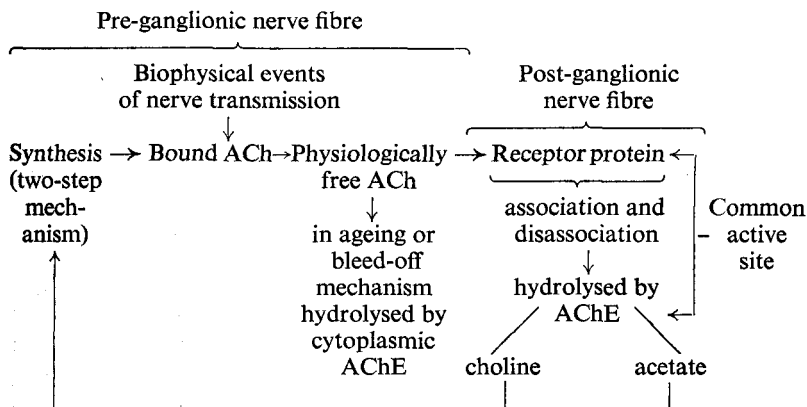 Pre-ganglionic nerve fibre
Biophysical events
of nerve transmission
Post-ganglionic
nerve fibre
Synthesis → Bound ACh→Physiologically → Receptor protein
(two-step
mech-
anism)
free ACh
in ageing or
bleed-off
mechanism
hydrolysed by
cytoplasmic
AChE
association and
disassociation
hydrolysed by
AChE
Common
active
site
choline
acetate